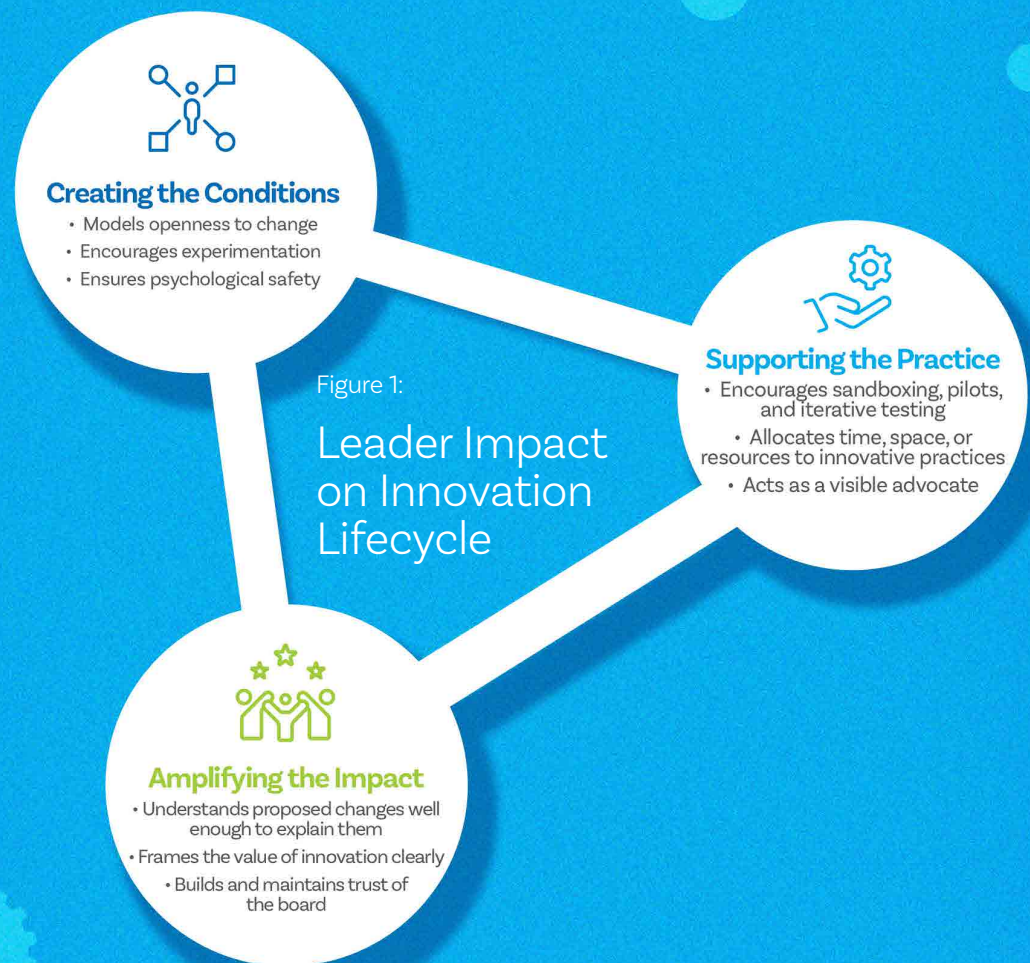 Creating the Conditions
• Models openness to change
• Encourages experimentation
• Ensures psychological safety
Supporting the Practice
• Encourages sandboxing, pilots,
and iterative testing
• Allocates time, space, or
resources to innovative practices
• Acts as a visible advocate
Figure 1:
Leader Impact
on Innovation
Lifecycle
Amplifying the Impact
• Understands proposed changes well
enough to explain them
• Frames the value of innovation clearly
• Builds and maintains trust of
the board